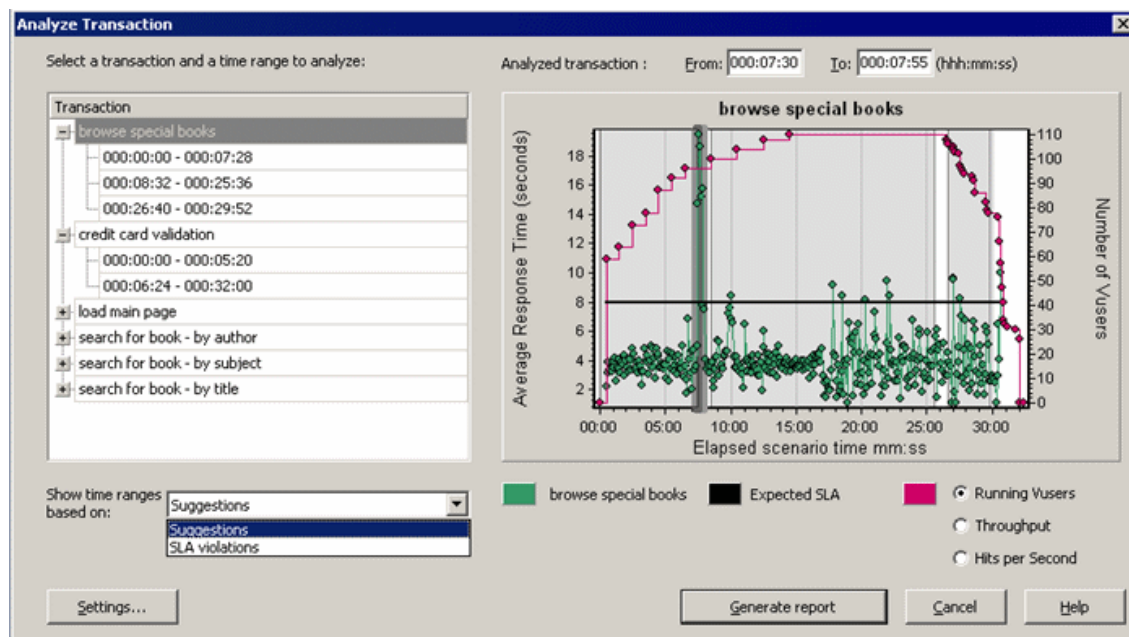 Analyze Transaction
Select a transaction and a time range to analyze:
Analyzed transaction :
From: 000:07:30
To: 000:07:55 (hhh:mm:ss)
Transaction
browse special books
000:00:00 - 000:07:28
000:08:32 - 000:25:36
000:26:40 - 000:29:52
credit card validation
000:00:00 - 000:05:20
000:06:24 - 000:32:00
load main page
search for book - by author
search for book - by subject
search for book - by title
browse special books
Average Response Time (seconds)
18
16
14
12
10
8
6
4
2
110
100
90
80
70
60
50
40
30
20
10
0
Number of Vusers
00:00 05:00 10:00 15:00 20:00 25:00 30:00
Elapsed scenario time mm:ss
Show time ranges
based on:
Suggestions
Suggestions
SLA violations
browse special books
Expected SLA
Running Vusers
Throughput
Hits per Second
Settings...
Generate report
Cancel
Help